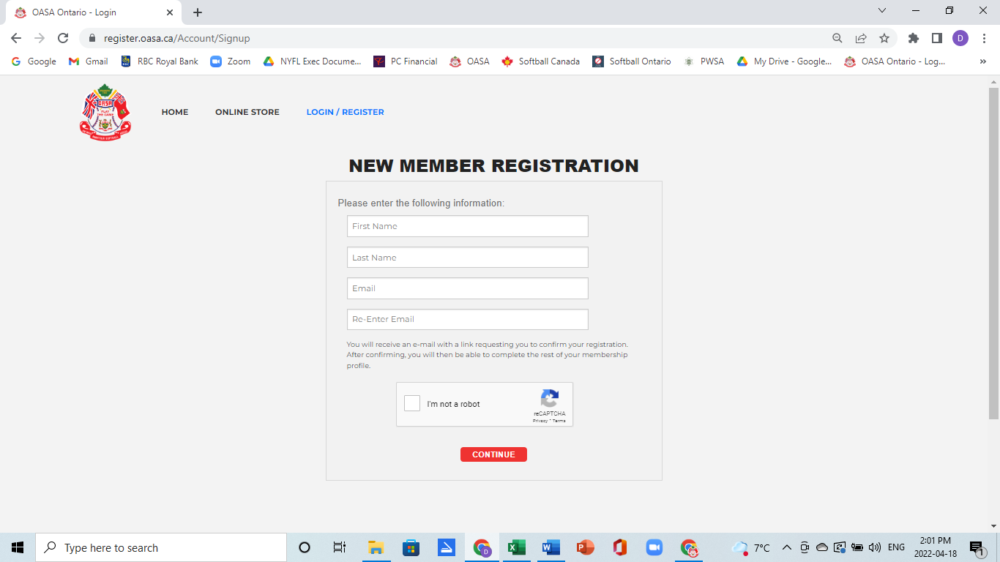 OASA Ontario - Login
register.oasa.ca/Account/Signup
D
Google
Gmail
RBC Royal Bank
Zoom
NYFL Exec Docume...
PC Financial
OASA
Softball Canada
Softball Ontario
PWSA
My Drive - Google...
OASA Ontario - Log...
»
OASA
PLAY
THE GAME
HOME
ONLINE STORE
LOGIN / REGISTER
NEW MEMBER REGISTRATION
Please enter the following information:
First Name
Last Name
Email
Re-Enter Email
You will receive an e-mail with a link requesting you to confirm your registration.
After confirming, you will then be able to complete the rest of your membership
profile.
I'm not a robot
reCAPTCHA
Privacy - Terms
CONTINUE
Type here to search
7°C
ENG
2:01 PM
2022-04-18
1